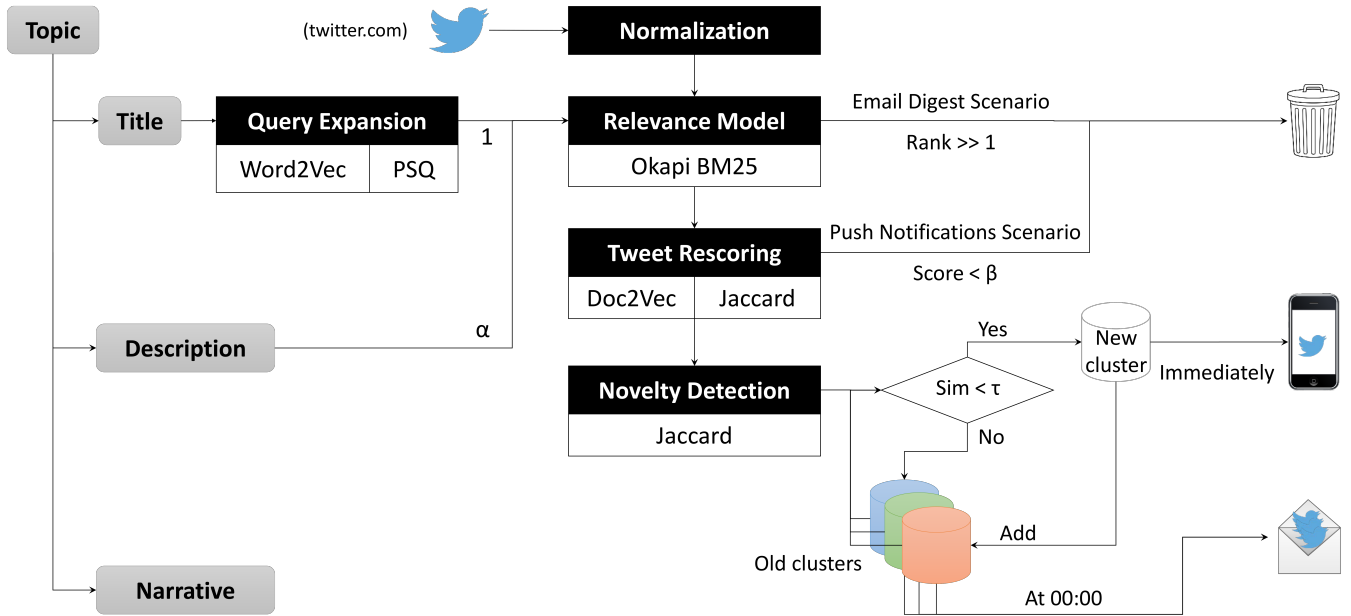 Topic
(twitter.com)
Normalization
Title
Query Expansion
1
Relevance Model
Email Digest Scenario
Rank >> 1
Word2Vec
PSQ
Okapi BM25
Tweet Rescoring
Push Notifications Scenario
Score < β
Doc2Vec
Jaccard
Description
α
Yes
New
cluster
Immediately
Novelty Detection
Sim < τ
Jaccard
No
Add
Old clusters
Narrative
At 00:00